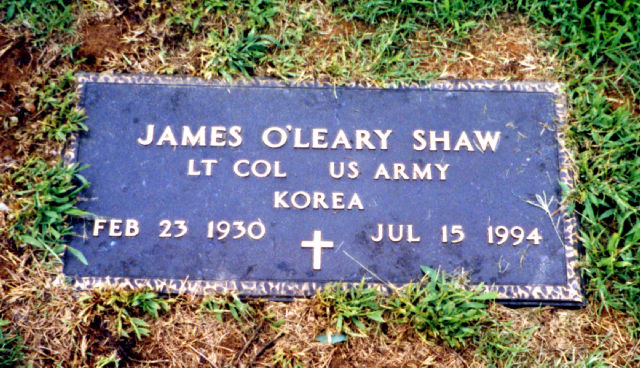 JAMES O'LEARY SHAW
LT COL US ARMY
KOREA
FEB 23 1930 JUL 15 1994